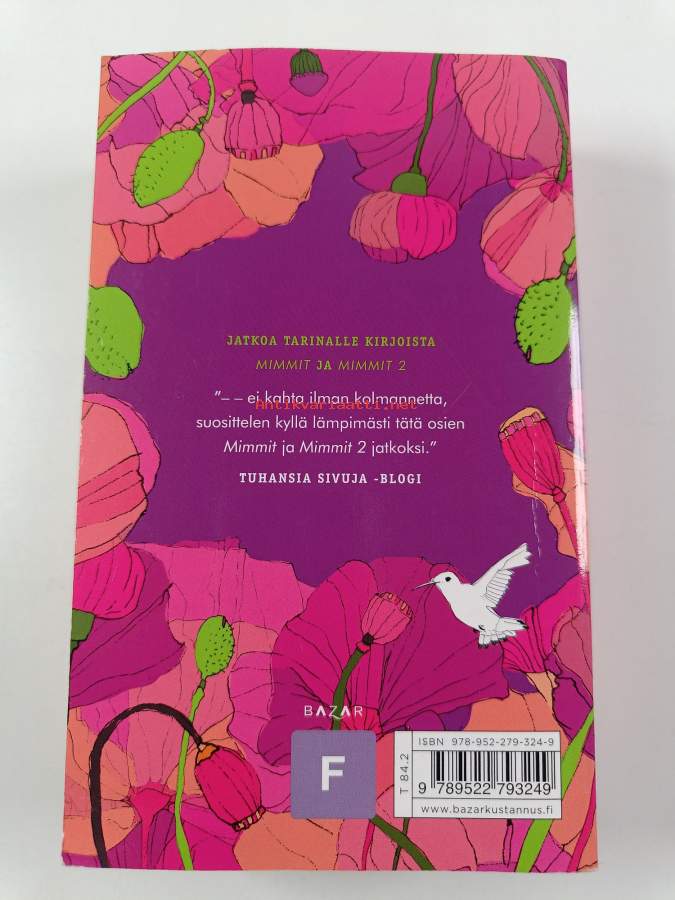 JATKOA TARINALLE KIRJOISTA
MIMMIT JA MIMMIT 2
"– – ei kahta ilman kolmannetta,
Antikvariaatti.net
suosittelen kyllä lämpimästi tätä osien
Mimmit ja Mimmit 2 jatkoksi."
TUHANSIA SIVUJA -BLOGI
BAZAR
F
T 84.2
ISBN 978-952-279-324-9
9 789522 793249
www.bazarkustannus.fi